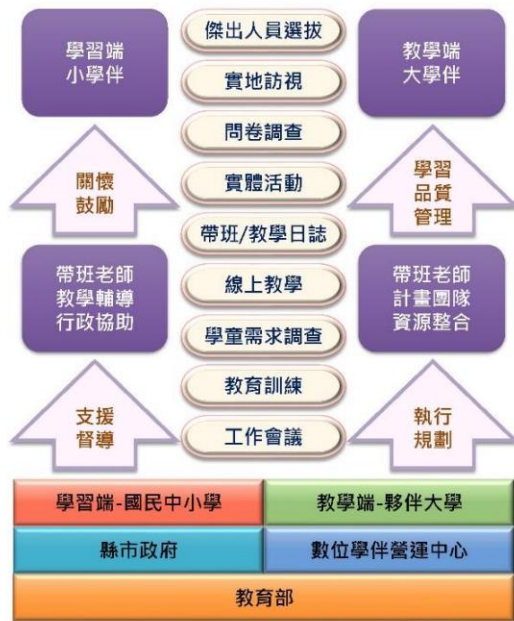 學習端
小學伴
關懷
鼓勵
帶班老師
教學輔導
行政協助
支援
督導
傑出人員選拔
實地訪視
問卷調查
實體活動
帶班/教學日誌
線上教學
學童需求調查
教育訓練
工作會議
教學端
大學伴
學習
品質
管理
帶班老師
計畫團隊
資源整合
執行
規劃
學習端-國民中小學
教學端-夥伴大學
縣市政府
數位學伴營運中心
教育部